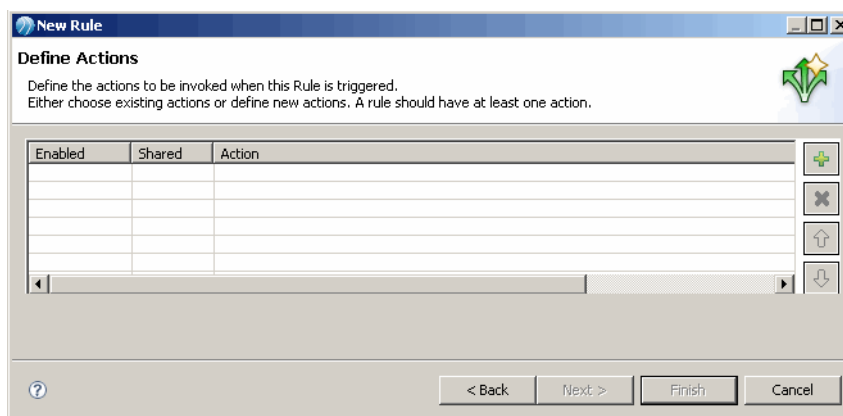 New Rule
Define Actions
Define the actions to be invoked when this Rule is triggered.
Either choose existing actions or define new actions. A rule should have at least one action.
Enabled Shared Action
< Back Next > Finish Cancel